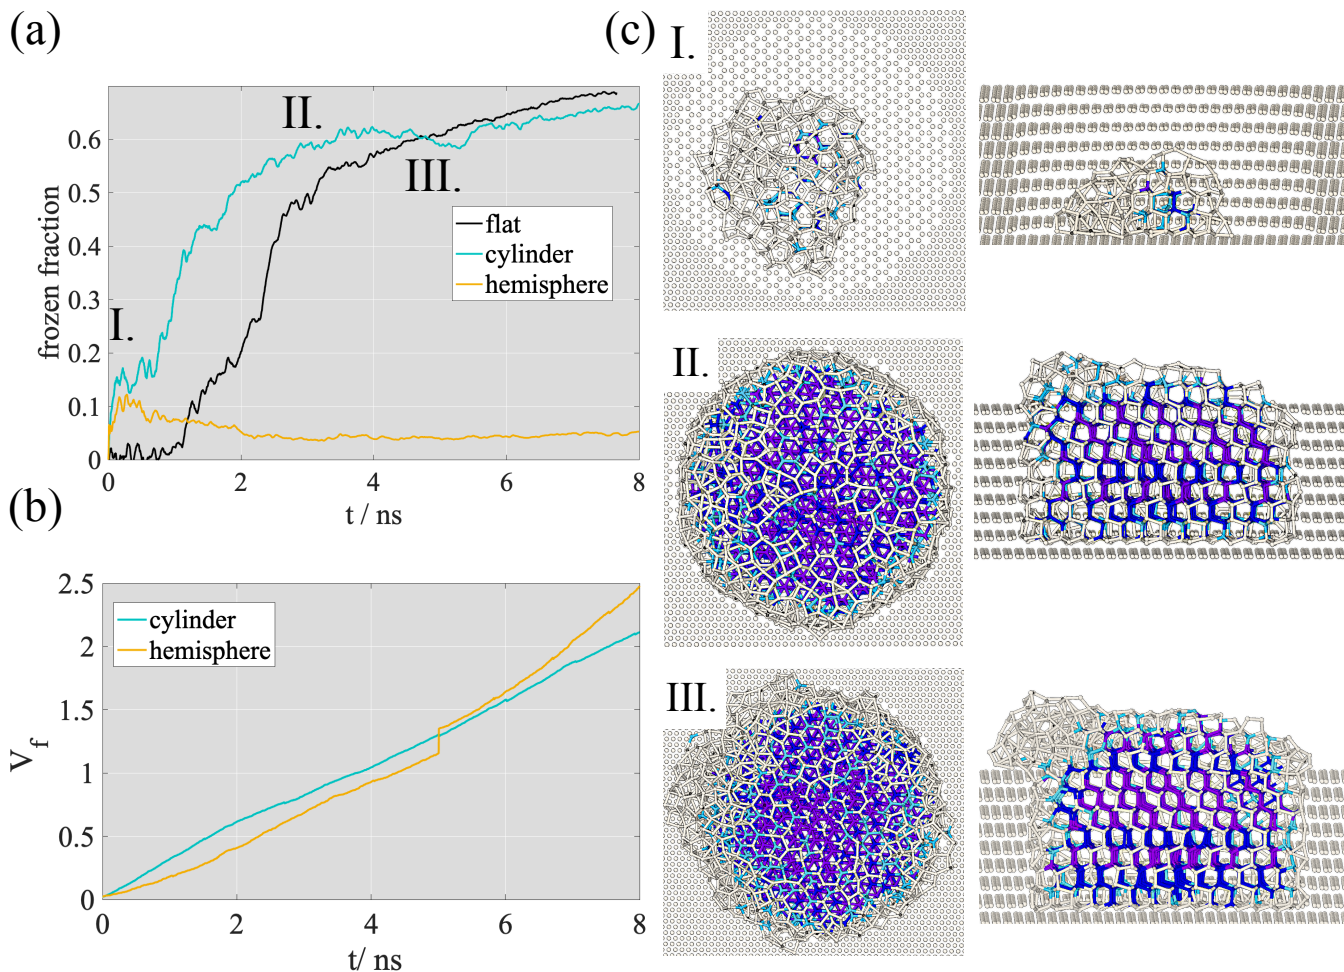 (a)
frozen fraction
0.6
0.5
0.4
0.3
0.2
0.1
0
I.
II.
III.
flat
cylinder
hemisphere
0 2 4 6 8
t / ns
(b)
V_f
2.5
2
1.5
1
0.5
0
cylinder
hemisphere
0 2 4 6 8
t/ ns
(c)
I.
II.
III.